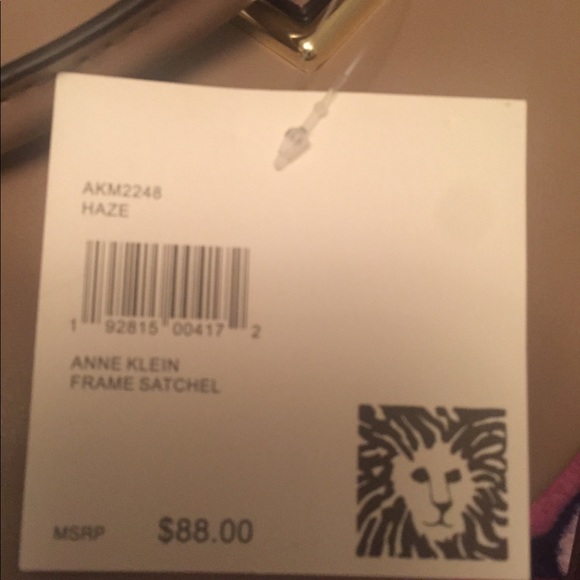 AKM2248
HAZE
1 92815 00417 2
ANNE KLEIN
FRAME SATCHEL
MSRP $88.00